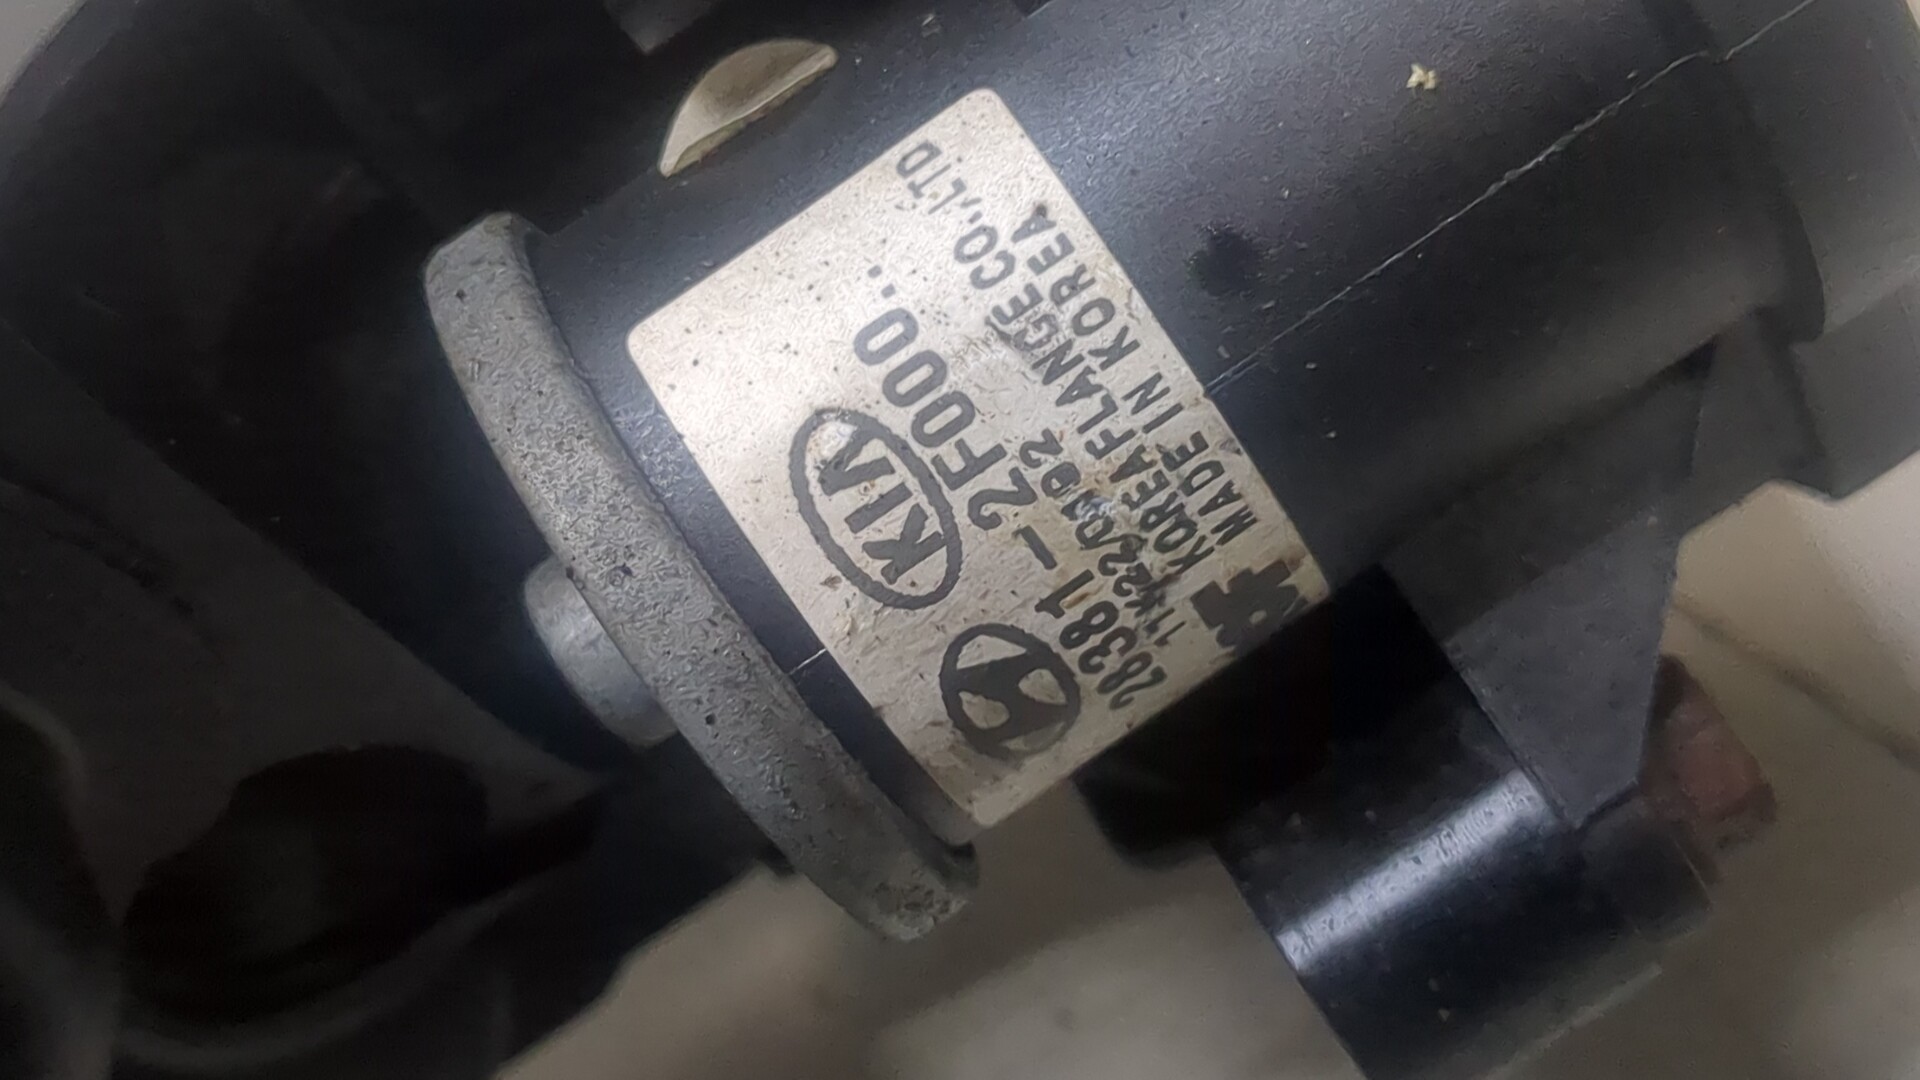 KIA
28381-2F000..
KOREA FLANGE CO.,LTD
MADE IN KOREA